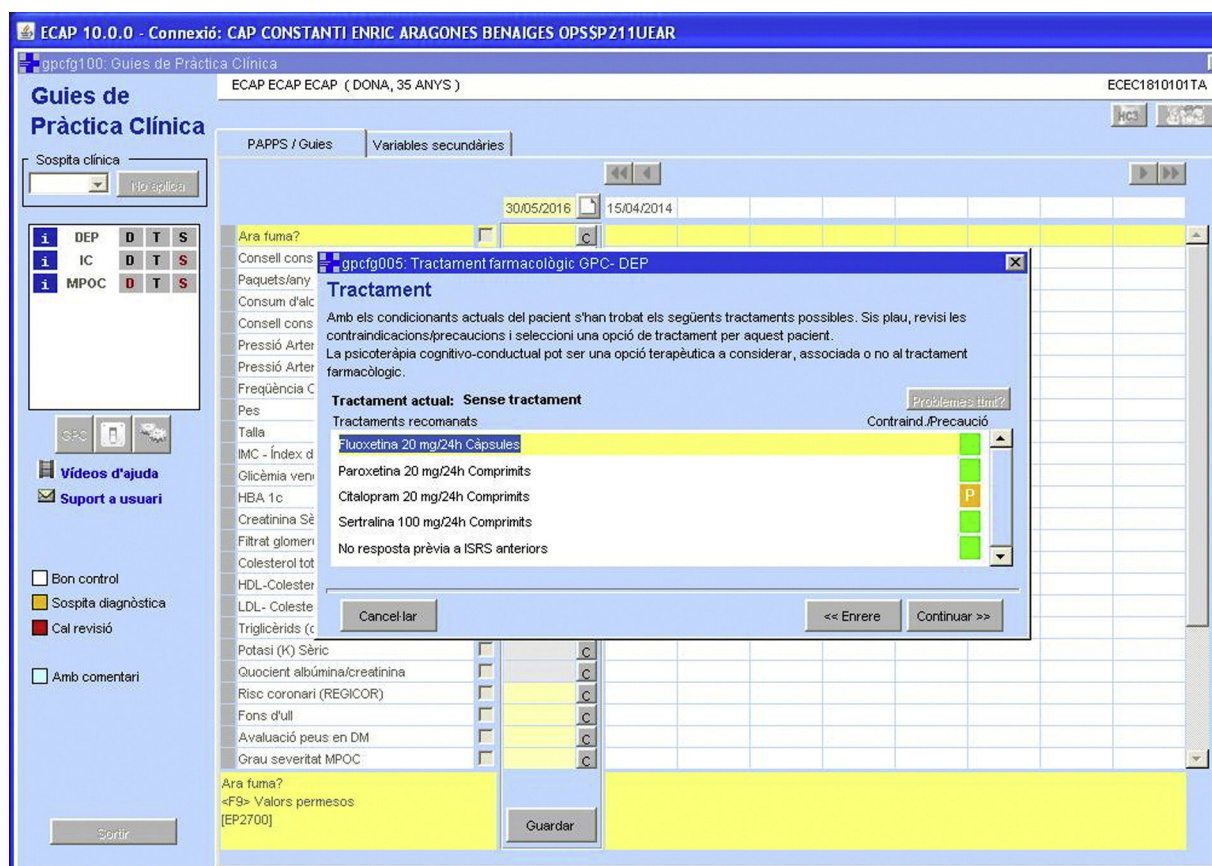 ECAP 10.0.0 - Connexió: CAP CONSTANTI ENRIC ARAGONES BENAIGES OPS$P211UEAR
gpcfg100: Guies de Pràctica Clínica
Guies de
Pràctica Clínica
ECAP ECAP ECAP ( DONA, 35 ANYS )
ECEC1810101TA
HC3
Sospita clínica
No aplica
PAPPS / Guies
Variables secundàries
30/05/2016
15/04/2014
i DEP D T S
i IC D T S
i MPOC D T S
GPC
Vídeos d'ajuda
Suport a usuari
Bon control
Sospita diagnòstica
Cal revisió
Amb comentari
Sortir
Ara fuma? C
Consell cons
Paquets/any
Consum d'alc
Consell cons
Pressió Arter
Pressió Arter
Freqüència C
Pes
Talla
IMC - Índex d
Glicèmia ven
HBA 1c
Creatinina Sè
Filtrat glomer
Colesterol tot
HDL-Colester
LDL- Coleste
Triglicèrids (c
Potasi (K) Sèric C
Quocient albúmina/creatinina C
Risc coronari (REGICOR) C
Fons d'ull C
Avaluació peus en DM C
Grau severitat MPOC C
gpcfg005: Tractament farmacològic GPC- DEP
Tractament
Amb els condicionants actuals del pacient s'han trobat els següents tractaments possibles. Sis plau, revisi les
contraindicacions/precaucions i seleccioni una opció de tractament per aquest pacient.
La psicoteràpia cognitivo-conductual pot ser una opció terapèutica a considerar, associada o no al tractament
farmacòlogic.
Tractament actual: Sense tractament
Problemes ttmt?
Tractaments recomanats
Contraind./Precaució
Fluoxetina 20 mg/24h Càpsules
Paroxetina 20 mg/24h Comprimits
Citalopram 20 mg/24h Comprimits P
Sertralina 100 mg/24h Comprimits
No resposta prèvia a ISRS anteriors
Cancel·lar
<< Enrere
Continuar >>
Ara fuma?
<F9> Valors permesos
[EP2700]
Guardar